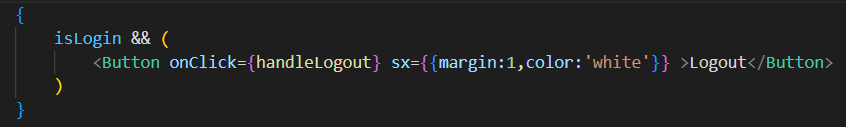 {
isLogin && (
<Button onClick={handleLogout} sx={{margin:1,color:'white'}} >Logout</Button>
)
}